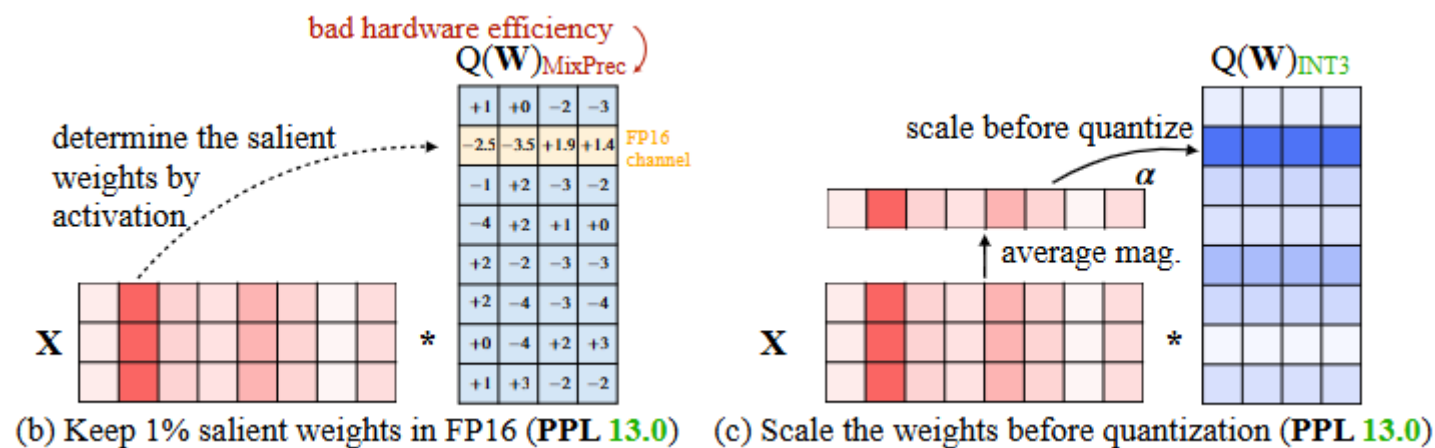 bad hardware efficiency
Q(W)MixPrec
determine the salient
weights by
activation
+1 +0 −2 −3
−2.5 −3.5 +1.9 +1.4
FP16
channel
−1 +2 −3 −2
−4 +2 +1 +0
+2 −2 −3 −3
+2 −4 −3 −4
+0 −4 +2 +3
+1 +3 −2 −2
X
*
(b) Keep 1% salient weights in FP16 (PPL 13.0)
Q(W)INT3
scale before quantize
α
average mag.
X
*
(c) Scale the weights before quantization (PPL 13.0)